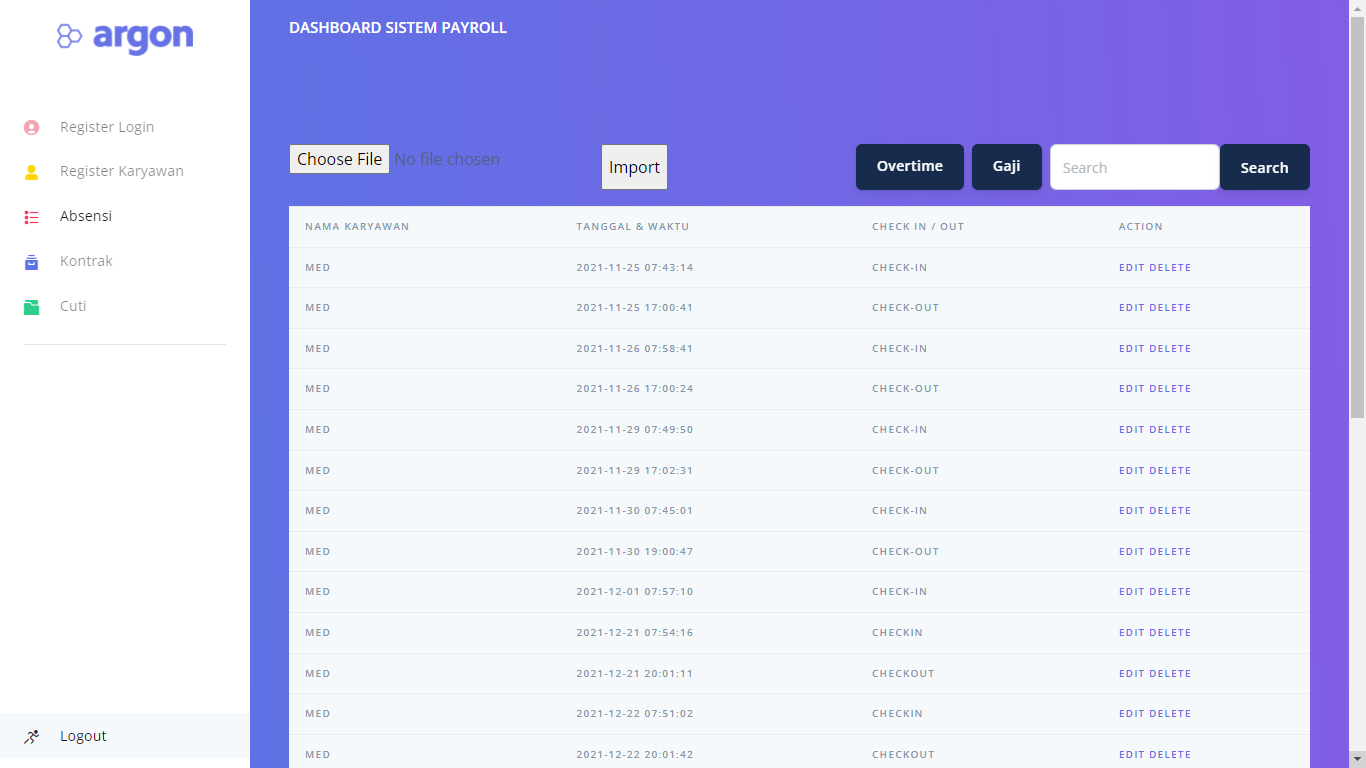 argon
DASHBOARD SISTEM PAYROLL
Register Login
Register Karyawan
Absensi
Kontrak
Cuti
Logout
Choose File No file chosen Import Overtime Gaji Search Search
NAMA KARYAWAN TANGGAL & WAKTU CHECK IN / OUT ACTION
MED 2021-11-25 07:43:14 CHECK-IN EDIT DELETE
MED 2021-11-25 17:00:41 CHECK-OUT EDIT DELETE
MED 2021-11-26 07:58:41 CHECK-IN EDIT DELETE
MED 2021-11-26 17:00:24 CHECK-OUT EDIT DELETE
MED 2021-11-29 07:49:50 CHECK-IN EDIT DELETE
MED 2021-11-29 17:02:31 CHECK-OUT EDIT DELETE
MED 2021-11-30 07:45:01 CHECK-IN EDIT DELETE
MED 2021-11-30 19:00:47 CHECK-OUT EDIT DELETE
MED 2021-12-01 07:57:10 CHECK-IN EDIT DELETE
MED 2021-12-21 07:54:16 CHECKIN EDIT DELETE
MED 2021-12-21 20:01:11 CHECKOUT EDIT DELETE
MED 2021-12-22 07:51:02 CHECKIN EDIT DELETE
MED 2021-12-22 20:01:42 CHECKOUT EDIT DELETE